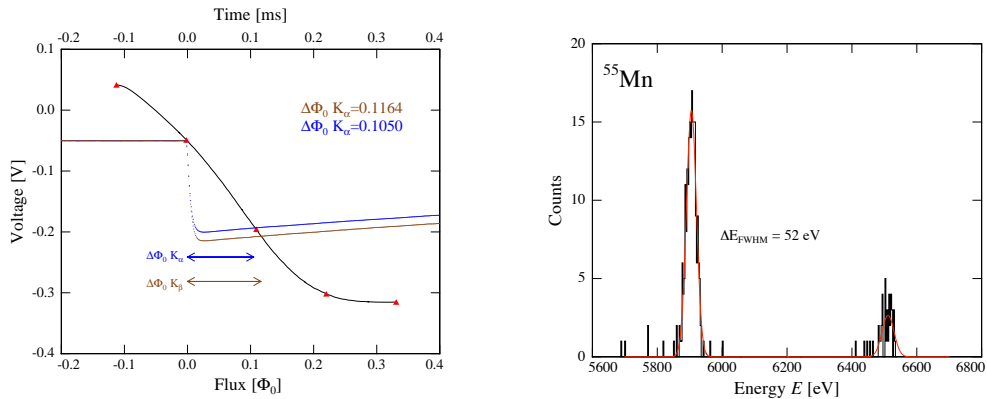 Time [ms]
-0.2 -0.1 0.0 0.1 0.2 0.3 0.4
0.1
0.0
-0.1
-0.2
-0.3
-0.4
Voltage [V]
ΔΦ₀ Kα=0.1164
ΔΦ₀ Kα=0.1050
ΔΦ₀ Kα
ΔΦ₀ Kβ
-0.2 -0.1 0.0 0.1 0.2 0.3 0.4
Flux [Φ₀]
20
15
10
5
0
Counts
⁵⁵Mn
ΔE_FWHM = 52 eV
5600 5800 6000 6200 6400 6600 6800
Energy E [eV]